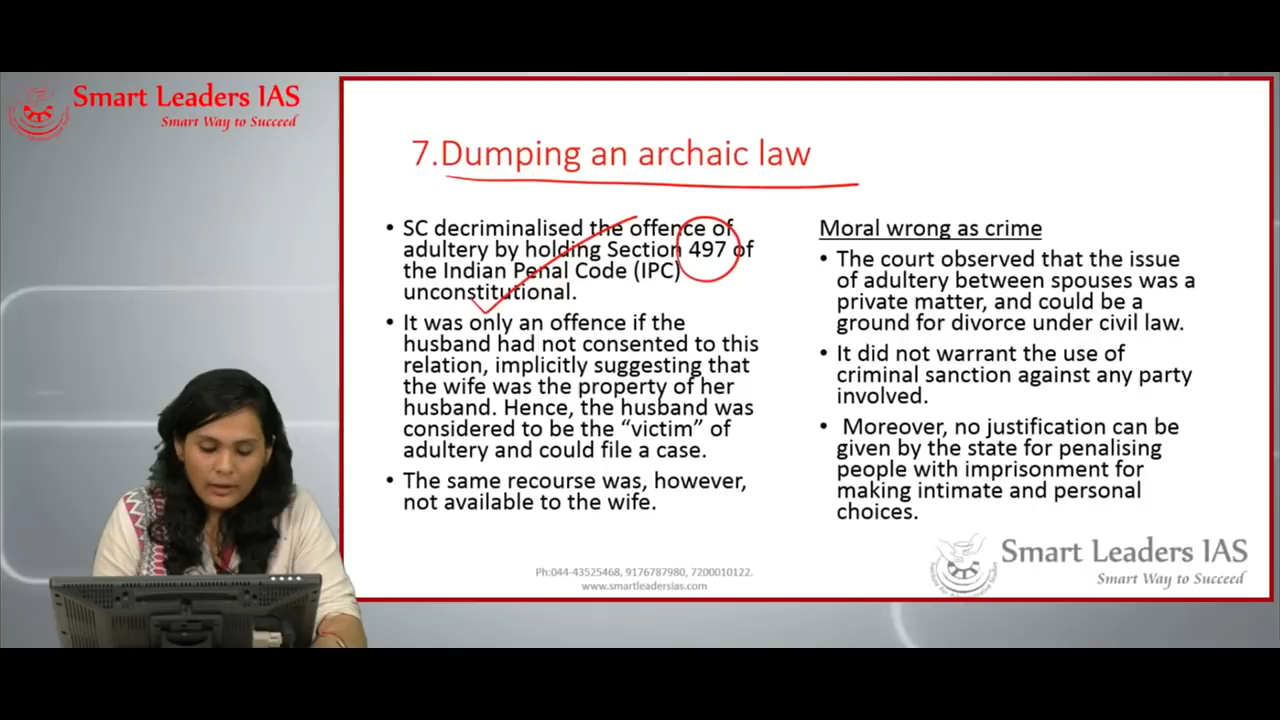 Smart Leaders IAS
Smart Way to Succeed
7.Dumping an archaic law
• SC decriminalised the offence of
adultery by holding Section 497 of
the Indian Penal Code (IPC)
unconstitutional.
• It was only an offence if the
husband had not consented to this
relation, implicitly suggesting that
the wife was the property of her
husband. Hence, the husband was
considered to be the “victim” of
adultery and could file a case.
• The same recourse was, however,
not available to the wife.
Moral wrong as crime
• The court observed that the issue
of adultery between spouses was a
private matter, and could be a
ground for divorce under civil law.
• It did not warrant the use of
criminal sanction against any party
involved.
• Moreover, no justification can be
given by the state for penalising
people with imprisonment for
making intimate and personal
choices.
Smart Leaders IAS
Smart Way to Succeed
Ph:044-43525468, 9176787980, 7200010122.
www.smartleadersias.com